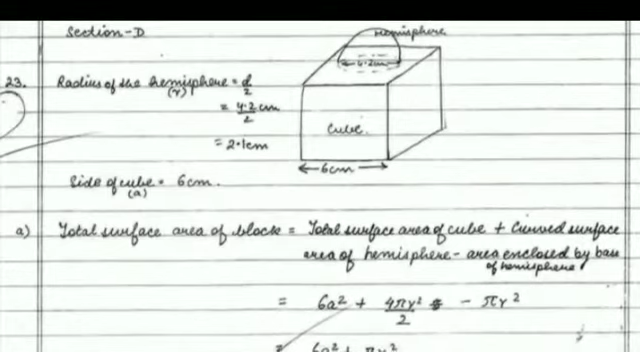 Section-D
hemisphere
4.2cm
23. Radius of the hemisphere = d/2
(r)
= 4.2 cm/2
= 2.1cm
Cube.
6cm
Side of cube = 6cm.
(a)
a) Total surface area of block = Total surface area of cube + Curved surface
area of hemisphere - area enclosed by base
of hemisphere
= 6a² + 4πr²/2 - πr²
= 6a² + πr²